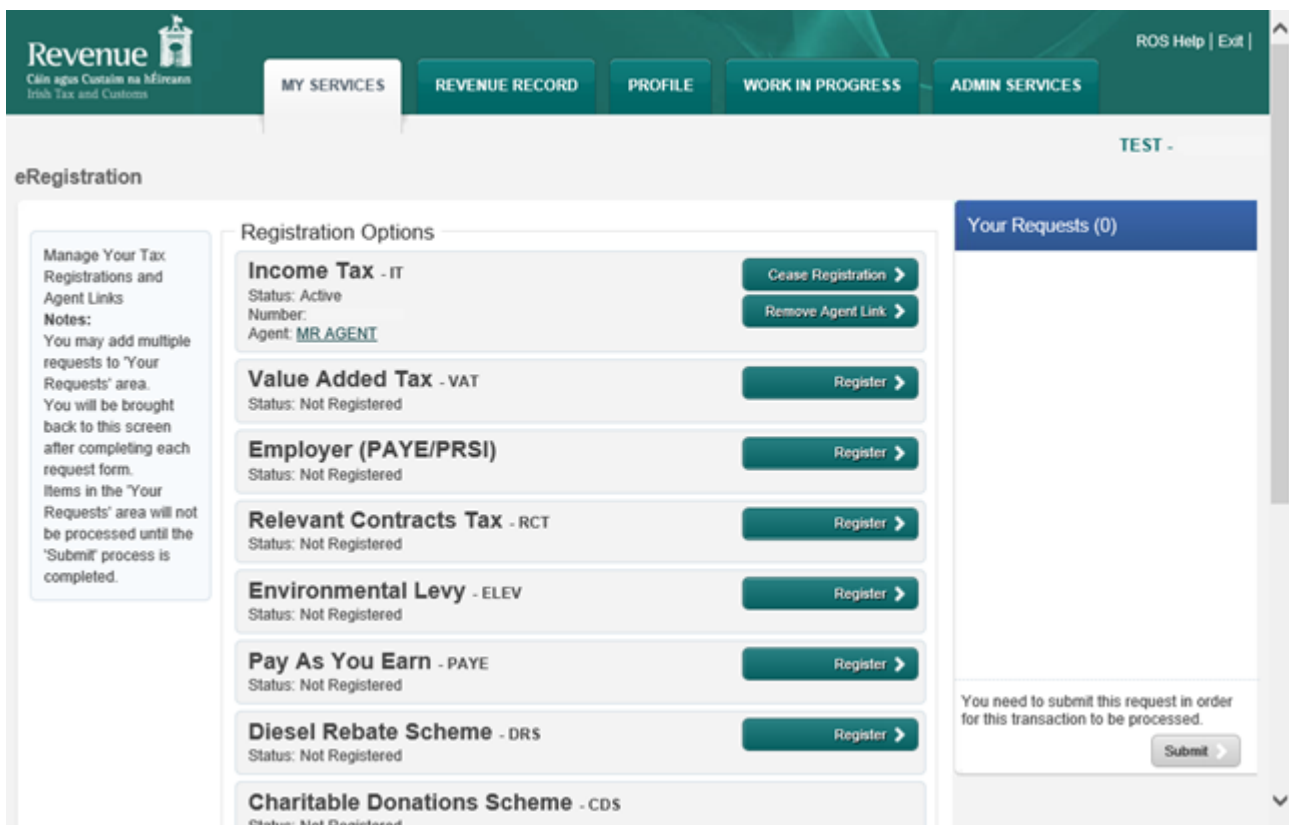 Revenue
Cáin agus Custaim na hÉireann
Irish Tax and Customs
ROS Help | Exit |
MY SERVICES
REVENUE RECORD
PROFILE
WORK IN PROGRESS
ADMIN SERVICES
TEST -
eRegistration
Manage Your Tax
Registrations and
Agent Links
Notes:
You may add multiple
requests to 'Your
Requests' area.
You will be brought
back to this screen
after completing each
request form.
Items in the 'Your
Requests' area will not
be processed until the
'Submit' process is
completed.
Registration Options
Income Tax - IT
Status: Active
Number:
Agent: MR AGENT
Cease Registration
Remove Agent Link
Value Added Tax - VAT
Status: Not Registered
Register
Employer (PAYE/PRSI)
Status: Not Registered
Register
Relevant Contracts Tax - RCT
Status: Not Registered
Register
Environmental Levy - ELEV
Status: Not Registered
Register
Pay As You Earn - PAYE
Status: Not Registered
Register
Diesel Rebate Scheme - DRS
Status: Not Registered
Register
Charitable Donations Scheme - CDS
Status: Not Registered
Your Requests (0)
You need to submit this request in order
for this transaction to be processed.
Submit